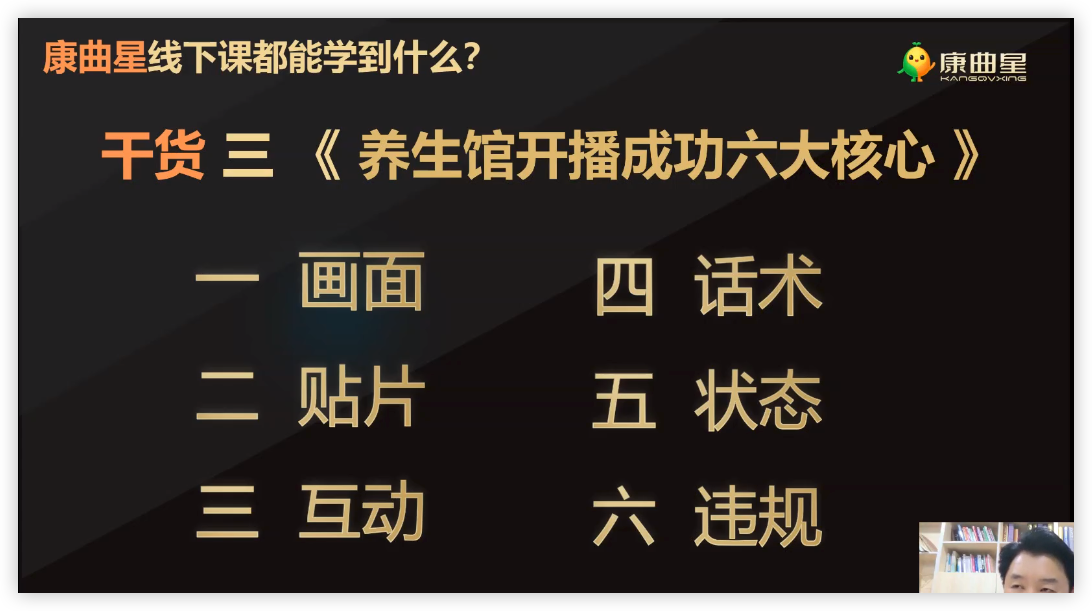 康曲星线下课都能学到什么?
康曲星
KANGQVXING
干货 三 《 养生馆开播成功六大核心 》
一 画面
二 贴片
三 互动
四 话术
五 状态
六 违规